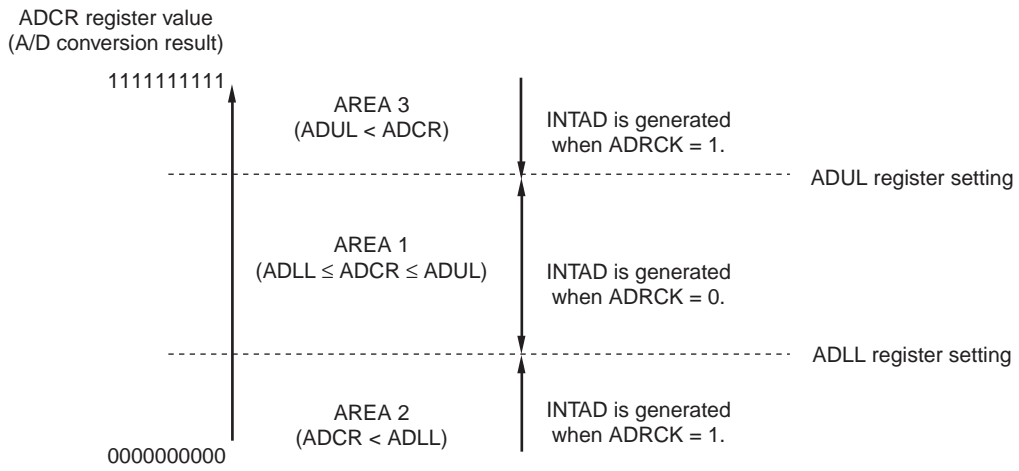 ADCR register value
(A/D conversion result)
1111111111
AREA 3
(ADUL < ADCR)
INTAD is generated
when ADRCK = 1.
ADUL register setting
AREA 1
(ADLL ≤ ADCR ≤ ADUL)
INTAD is generated
when ADRCK = 0.
ADLL register setting
AREA 2
(ADCR < ADLL)
INTAD is generated
when ADRCK = 1.
0000000000